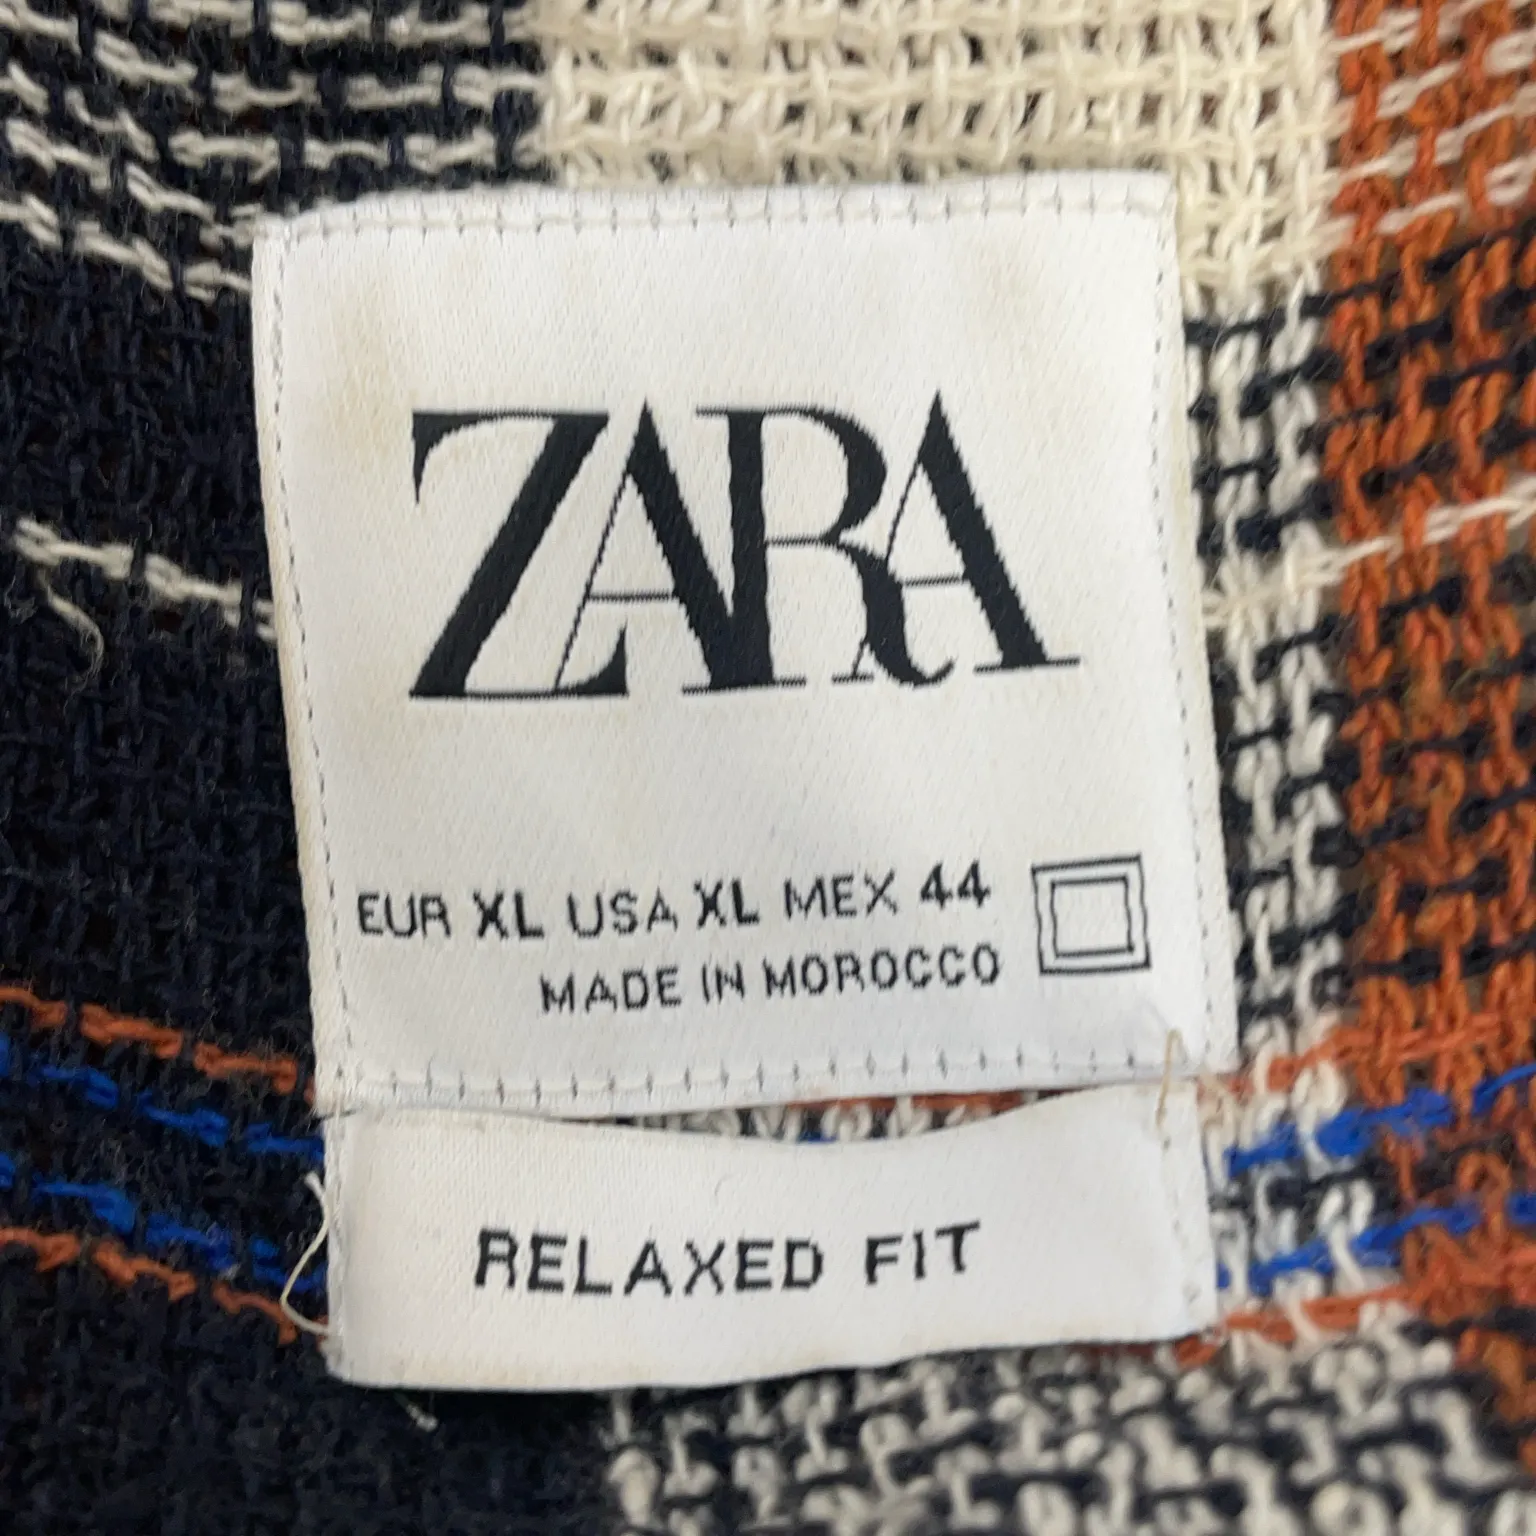 ZARA
EUR XL USA XL MEX 44
MADE IN MOROCCO
RELAXED FIT